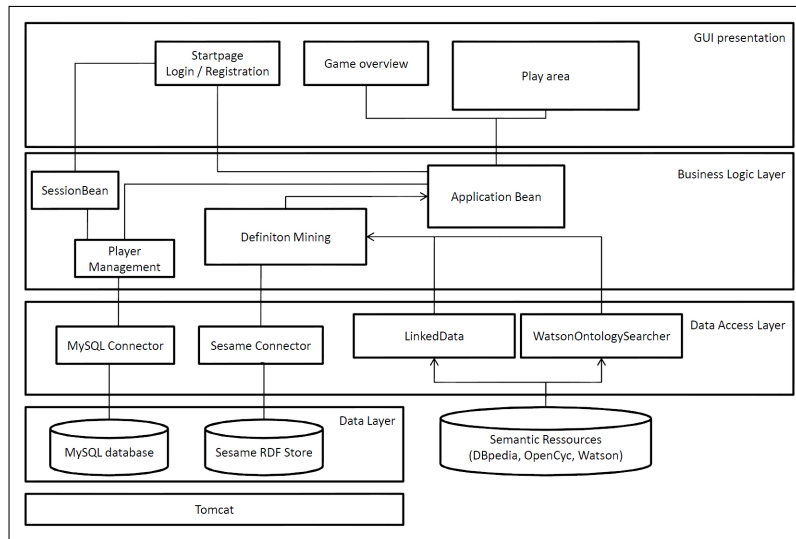 GUI presentation
Startpage
Login / Registration
Game overview
Play area
Business Logic Layer
SessionBean
Application Bean
Definiton Mining
Player
Management
Data Access Layer
MySQL Connector
Sesame Connector
LinkedData
WatsonOntologySearcher
Data Layer
MySQL database
Sesame RDF Store
Semantic Ressources
(DBpedia, OpenCyc, Watson)
Tomcat